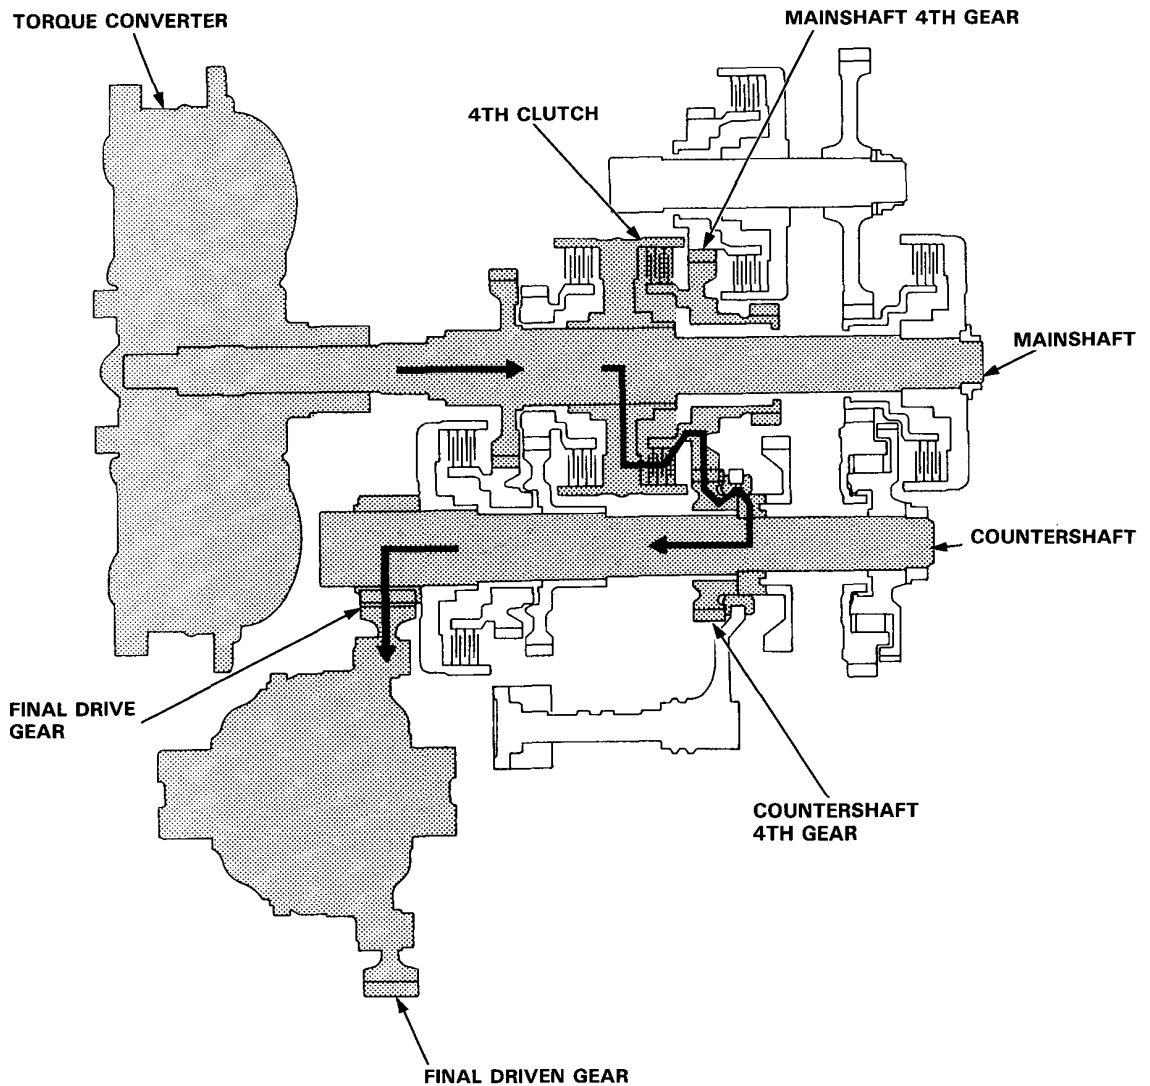 TORQUE CONVERTER
MAINSHAFT 4TH GEAR
4TH CLUTCH
MAINSHAFT
COUNTERSHAFT
FINAL DRIVE
GEAR
COUNTERSHAFT
4TH GEAR
FINAL DRIVEN GEAR